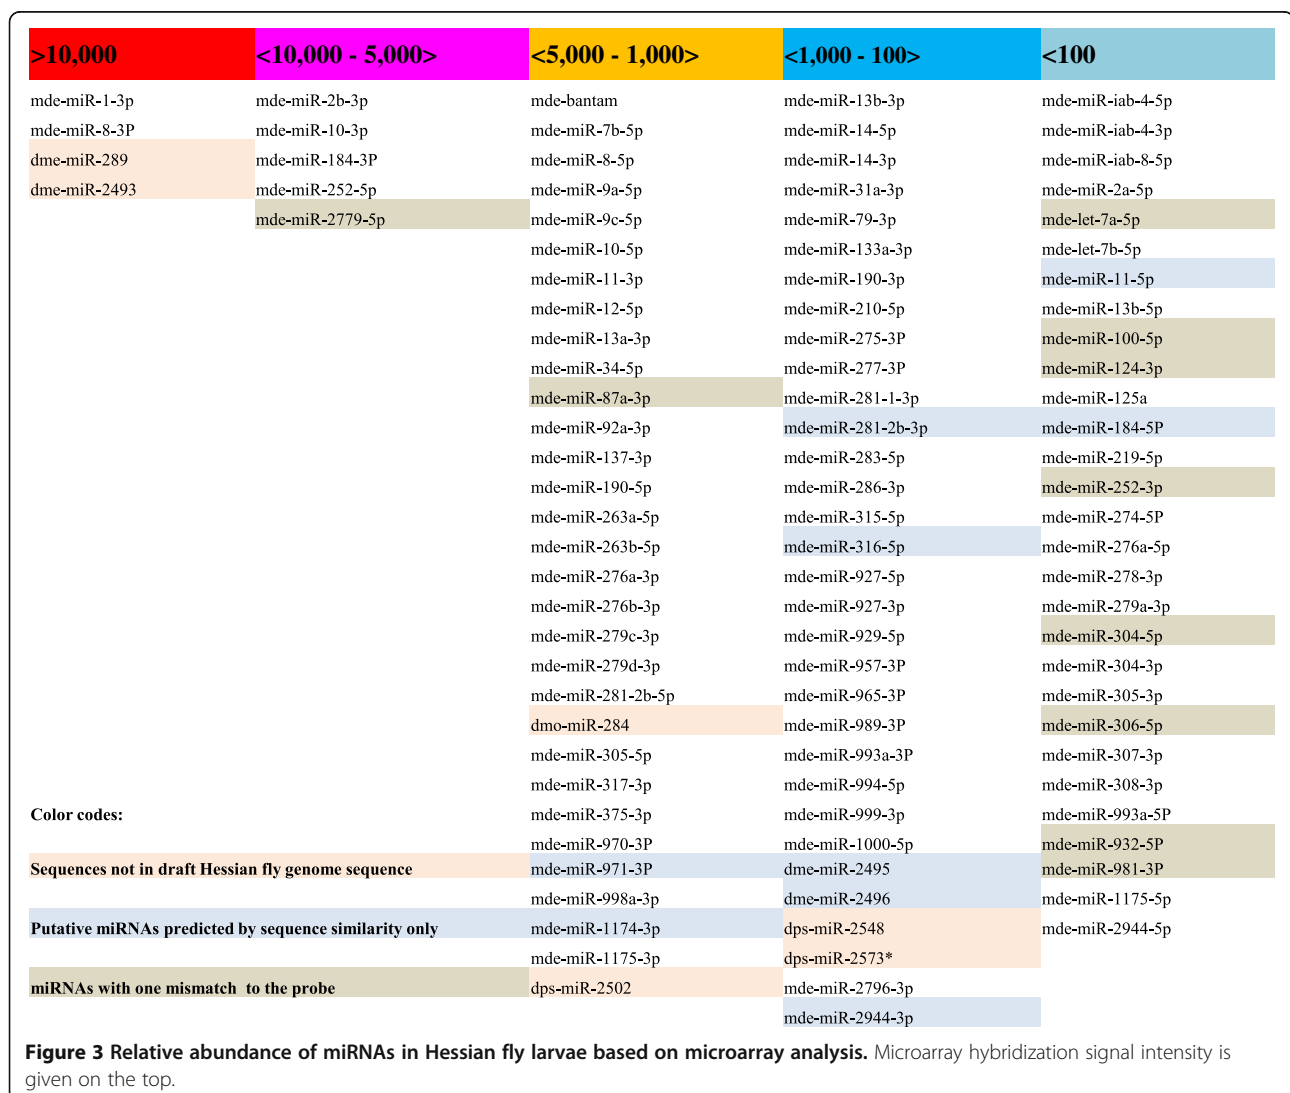 >10,000 <10,000 - 5,000> <5,000 - 1,000> <1,000 - 100> <100
mde-miR-1-3p mde-miR-2b-3p mde-bantam mde-miR-13b-3p mde-miR-iab-4-5p
mde-miR-8-3P mde-miR-10-3p mde-miR-7b-5p mde-miR-14-5p mde-miR-iab-4-3p
dme-miR-289 mde-miR-184-3P mde-miR-8-5p mde-miR-14-3p mde-miR-iab-8-5p
dme-miR-2493 mde-miR-252-5p mde-miR-9a-5p mde-miR-31a-3p mde-miR-2a-5p
mde-miR-2779-5p mde-miR-9c-5p mde-miR-79-3p mde-let-7a-5p
mde-miR-10-5p mde-miR-133a-3p mde-let-7b-5p
mde-miR-11-3p mde-miR-190-3p mde-miR-11-5p
mde-miR-12-5p mde-miR-210-5p mde-miR-13b-5p
mde-miR-13a-3p mde-miR-275-3P mde-miR-100-5p
mde-miR-34-5p mde-miR-277-3P mde-miR-124-3p
mde-miR-87a-3p mde-miR-281-1-3p mde-miR-125a
mde-miR-92a-3p mde-miR-281-2b-3p mde-miR-184-5P
mde-miR-137-3p mde-miR-283-5p mde-miR-219-5p
mde-miR-190-5p mde-miR-286-3p mde-miR-252-3p
mde-miR-263a-5p mde-miR-315-5p mde-miR-274-5P
mde-miR-263b-5p mde-miR-316-5p mde-miR-276a-5p
mde-miR-276a-3p mde-miR-927-5p mde-miR-278-3p
mde-miR-276b-3p mde-miR-927-3p mde-miR-279a-3p
mde-miR-279c-3p mde-miR-929-5p mde-miR-304-5p
mde-miR-279d-3p mde-miR-957-3P mde-miR-304-3p
mde-miR-281-2b-5p mde-miR-965-3P mde-miR-305-3p
dmo-miR-284 mde-miR-989-3P mde-miR-306-5p
mde-miR-305-5p mde-miR-993a-3P mde-miR-307-3p
mde-miR-317-3p mde-miR-994-5p mde-miR-308-3p
Color codes: mde-miR-375-3p mde-miR-999-3p mde-miR-993a-5P
mde-miR-970-3P mde-miR-1000-5p mde-miR-932-5P
Sequences not in draft Hessian fly genome sequence mde-miR-971-3P dme-miR-2495 mde-miR-981-3P
mde-miR-998a-3p dme-miR-2496 mde-miR-1175-5p
Putative miRNAs predicted by sequence similarity only mde-miR-1174-3p dps-miR-2548 mde-miR-2944-5p
mde-miR-1175-3p dps-miR-2573*
miRNAs with one mismatch to the probe dps-miR-2502 mde-miR-2796-3p
mde-miR-2944-3p
Figure 3 Relative abundance of miRNAs in Hessian fly larvae based on microarray analysis. Microarray hybridization signal intensity is
given on the top.